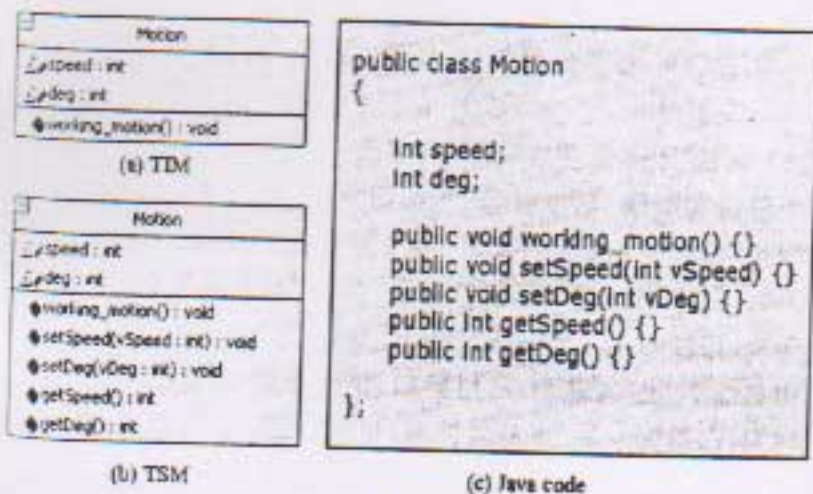 Motion
speed : int
deg : int
working_motion() : void
(a) TIM
Motion
speed : int
deg : int
working_motion() : void
setSpeed(vSpeed : int) : void
setDeg(vDeg : int) : void
getSpeed() : int
getDeg() : int
(b) TSM
public class Motion
{
int speed;
int deg;
public void working_motion() {}
public void setSpeed(int vSpeed) {}
public void setDeg(int vDeg) {}
public int getSpeed() {}
public int getDeg() {}
};
(c) Java code